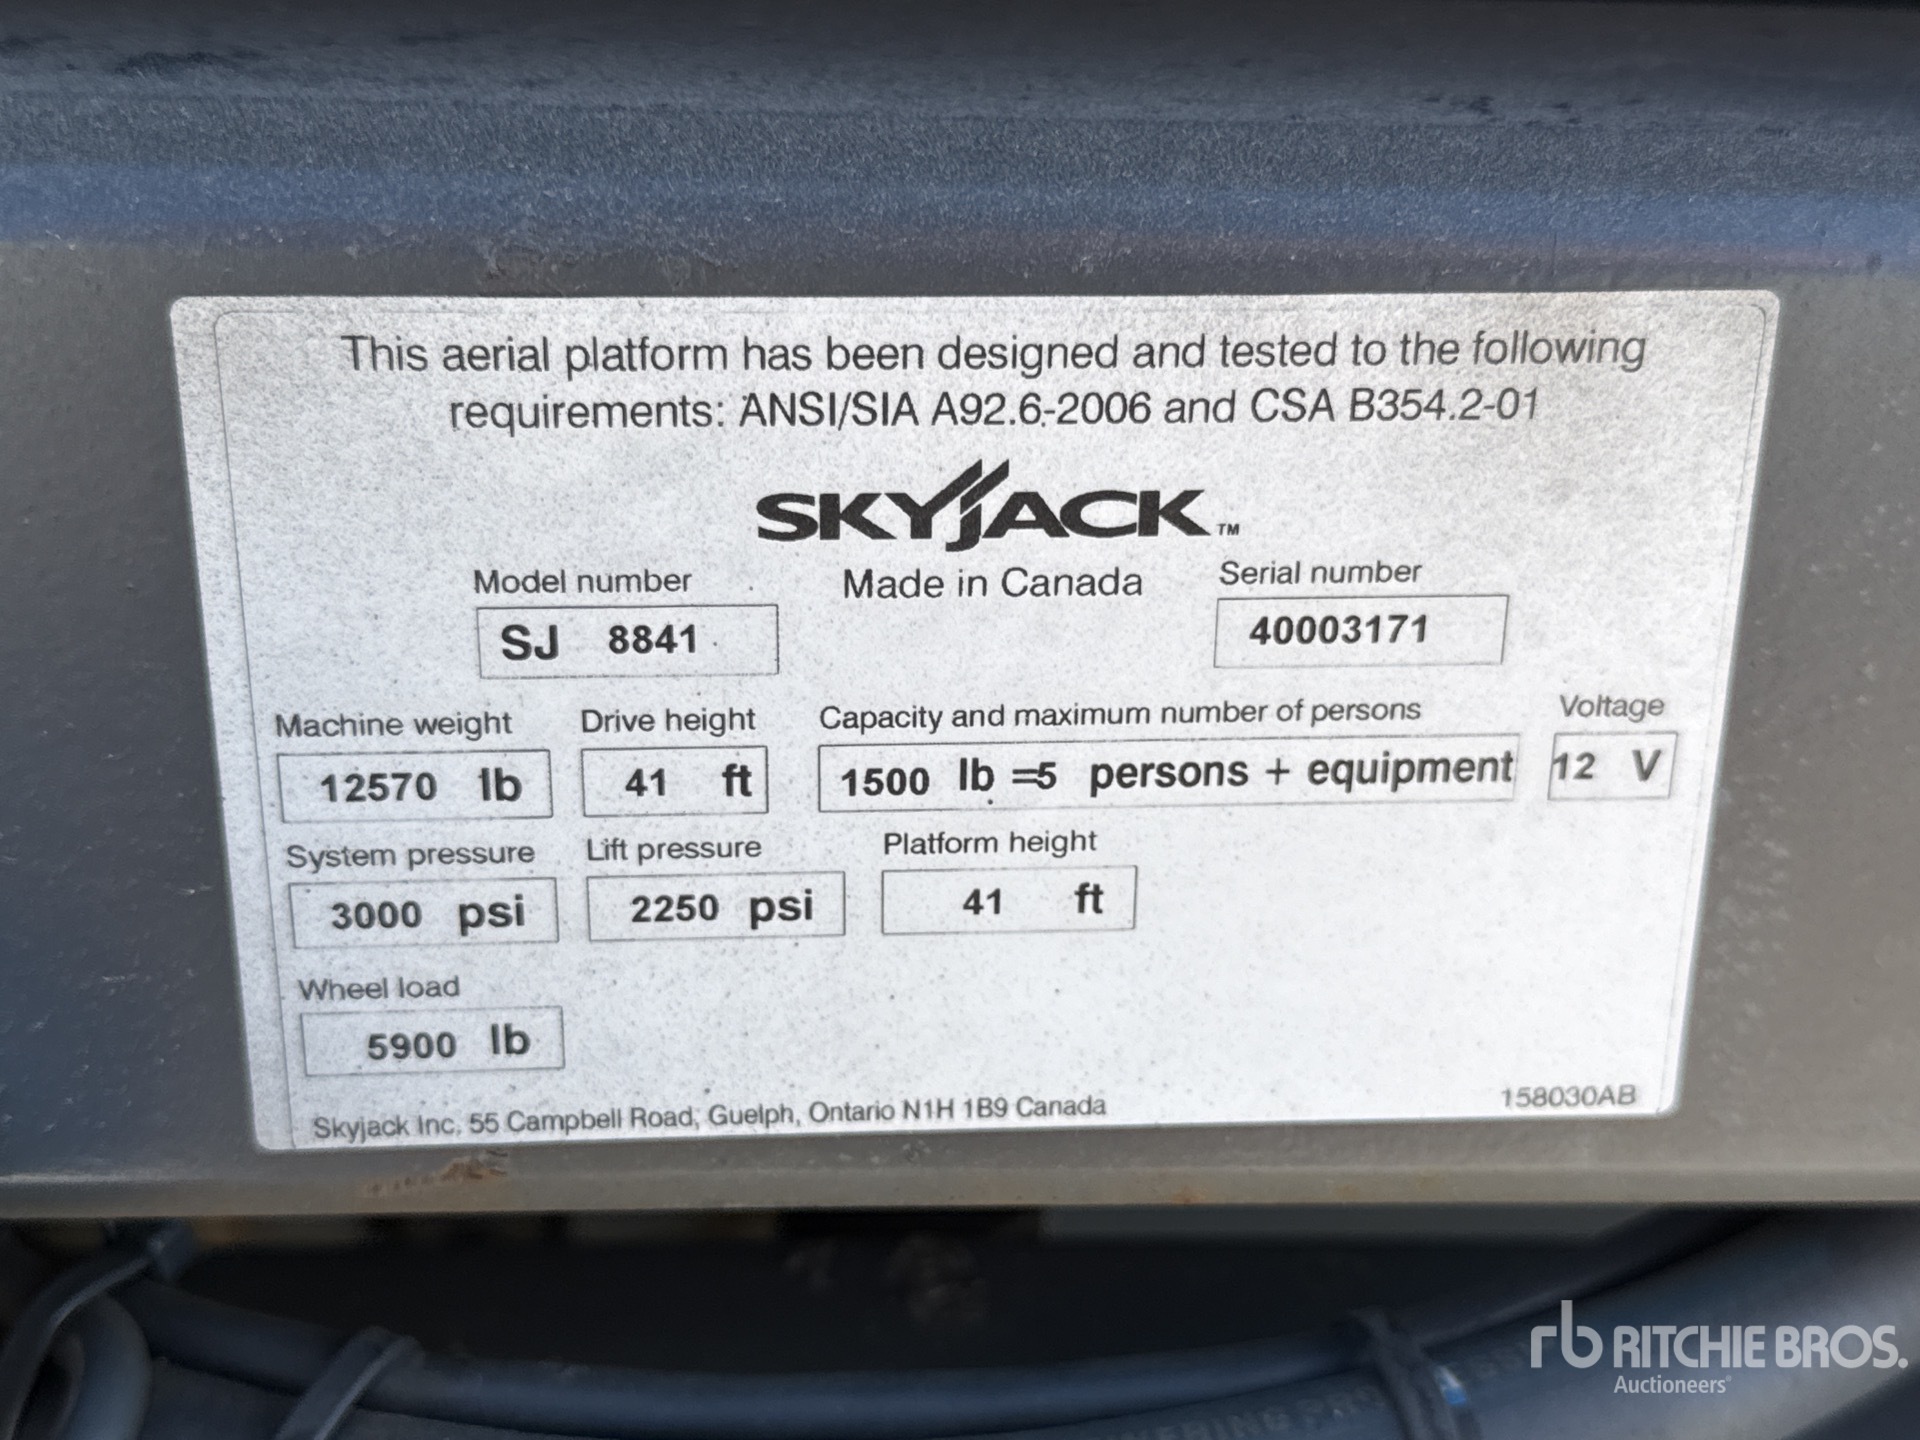 This aerial platform has been designed and tested to the following
requirements: ANSI/SIA A92.6-2006 and CSA B354.2-01
SKYJACK™
Model number
Made in Canada
Serial number
SJ 8841
40003171
Machine weight
Drive height
Capacity and maximum number of persons
Voltage
12570 lb
41 ft
1500 lb =5 persons + equipment
12 V
System pressure
Lift pressure
Platform height
3000 psi
2250 psi
41 ft
Wheel load
5900 lb
Skyjack Inc. 55 Campbell Road, Guelph, Ontario N1H 1B9 Canada
158030AB
rb RITCHIE BROS.
Auctioneers